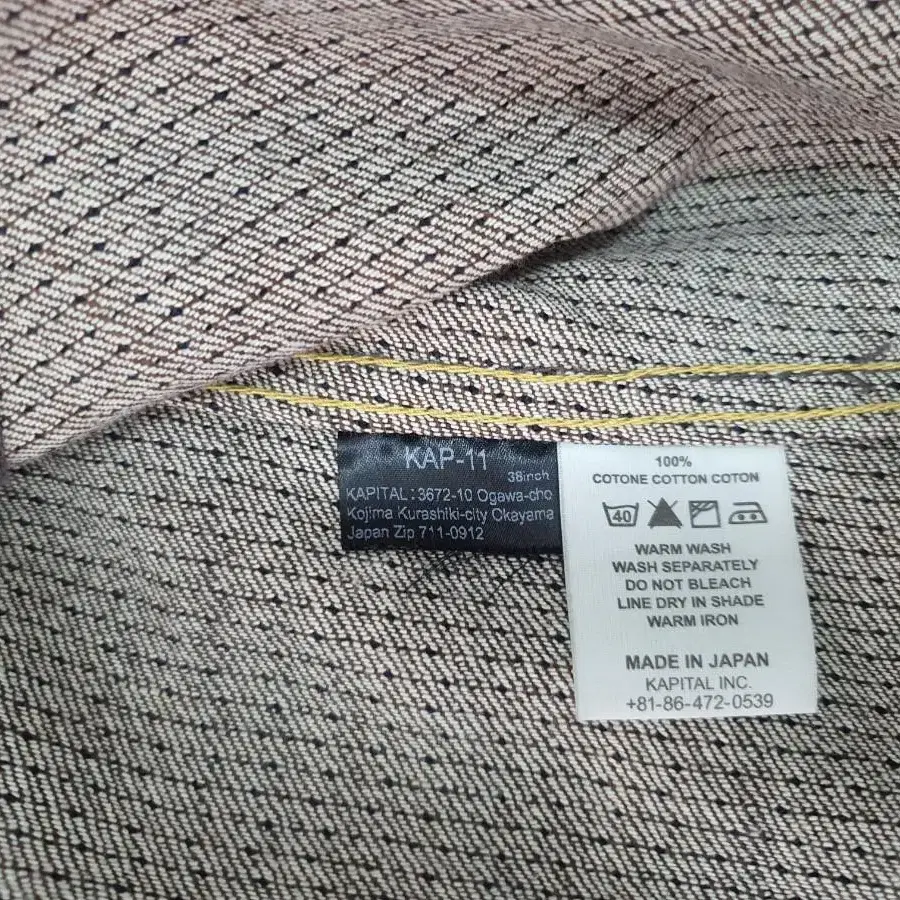 KAP-11
38inch
KAPITAL:3672-10 Ogawa-cho
Kojima Kurashiki-city Okayama
Japan Zip 711-0912
100%
COTONE COTTON COTON
40
WARM WASH
WASH SEPARATELY
DO NOT BLEACH
LINE DRY IN SHADE
WARM IRON
MADE IN JAPAN
KAPITAL INC.
+81-86-472-0539